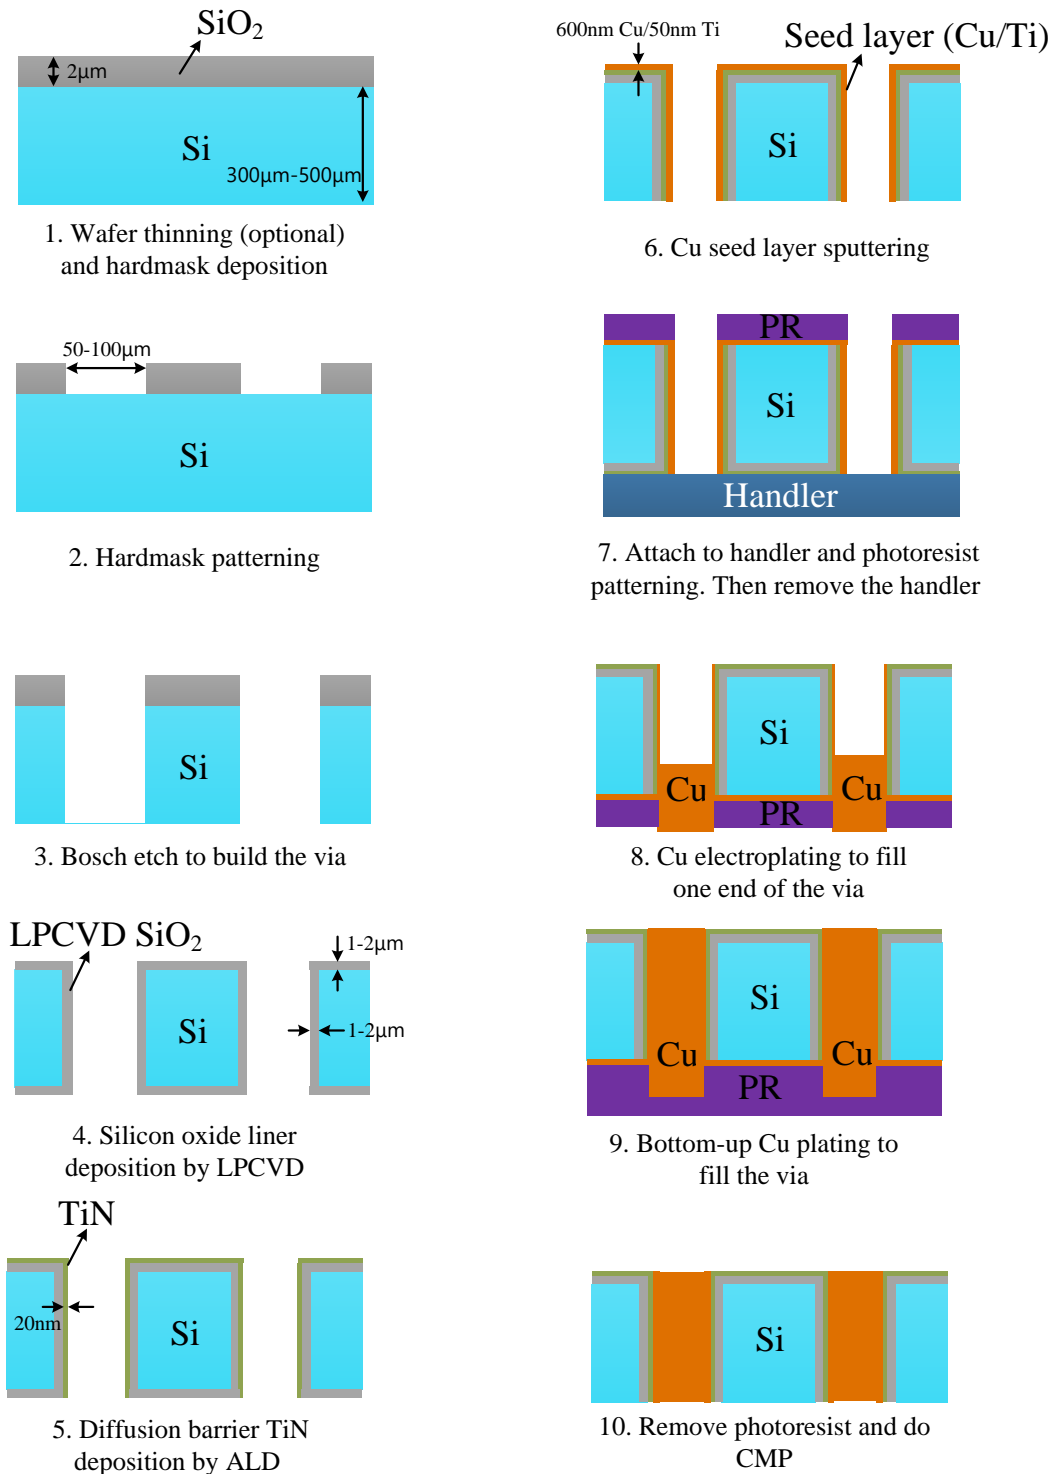 SiO2
2μm
Si
300μm-500μm
1. Wafer thinning (optional)
and hardmask deposition
50-100μm
Si
2. Hardmask patterning
Si
3. Bosch etch to build the via
LPCVD SiO2
1-2μm
Si
1-2μm
4. Silicon oxide liner
deposition by LPCVD
TiN
20nm
Si
5. Diffusion barrier TiN
deposition by ALD
600nm Cu/50nm Ti
Seed layer (Cu/Ti)
Si
6. Cu seed layer sputtering
PR
Si
Handler
7. Attach to handler and photoresist
patterning. Then remove the handler
Si
Cu
Cu
PR
8. Cu electroplating to fill
one end of the via
Si
Cu
Cu
PR
9. Bottom-up Cu plating to
fill the via
Si
10. Remove photoresist and do
CMP